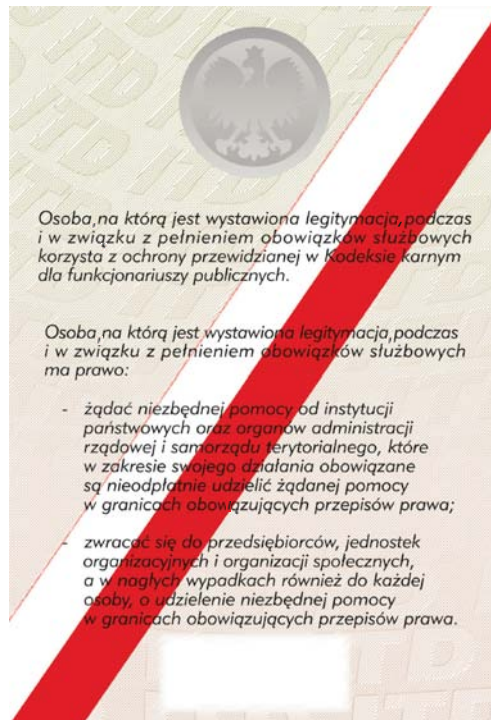 Osoba,na którą jest wystawiona legitymacja,podczas
i w związku z pełnieniem obowiązków służbowych
korzysta z ochrony przewidzianej w Kodeksie karnym
dla funkcjonariuszy publicznych.
Osoba,na którą jest wystawiona legitymacja,podczas
i w związku z pełnieniem obowiązków służbowych
ma prawo:
- żądać niezbędnej pomocy od instytucji
państwowych oraz organów administracji
rządowej i samorządu terytorialnego, które
w zakresie swojego działania obowiązane
są nieodpłatnie udzielić żądanej pomocy
w granicach obowiązujących przepisów prawa;
- zwracać się do przedsiębiorców, jednostek
organizacyjnych i organizacji społecznych,
a w nagłych wypadkach również do każdej
osoby, o udzielenie niezbędnej pomocy
w granicach obowiązujących przepisów prawa.